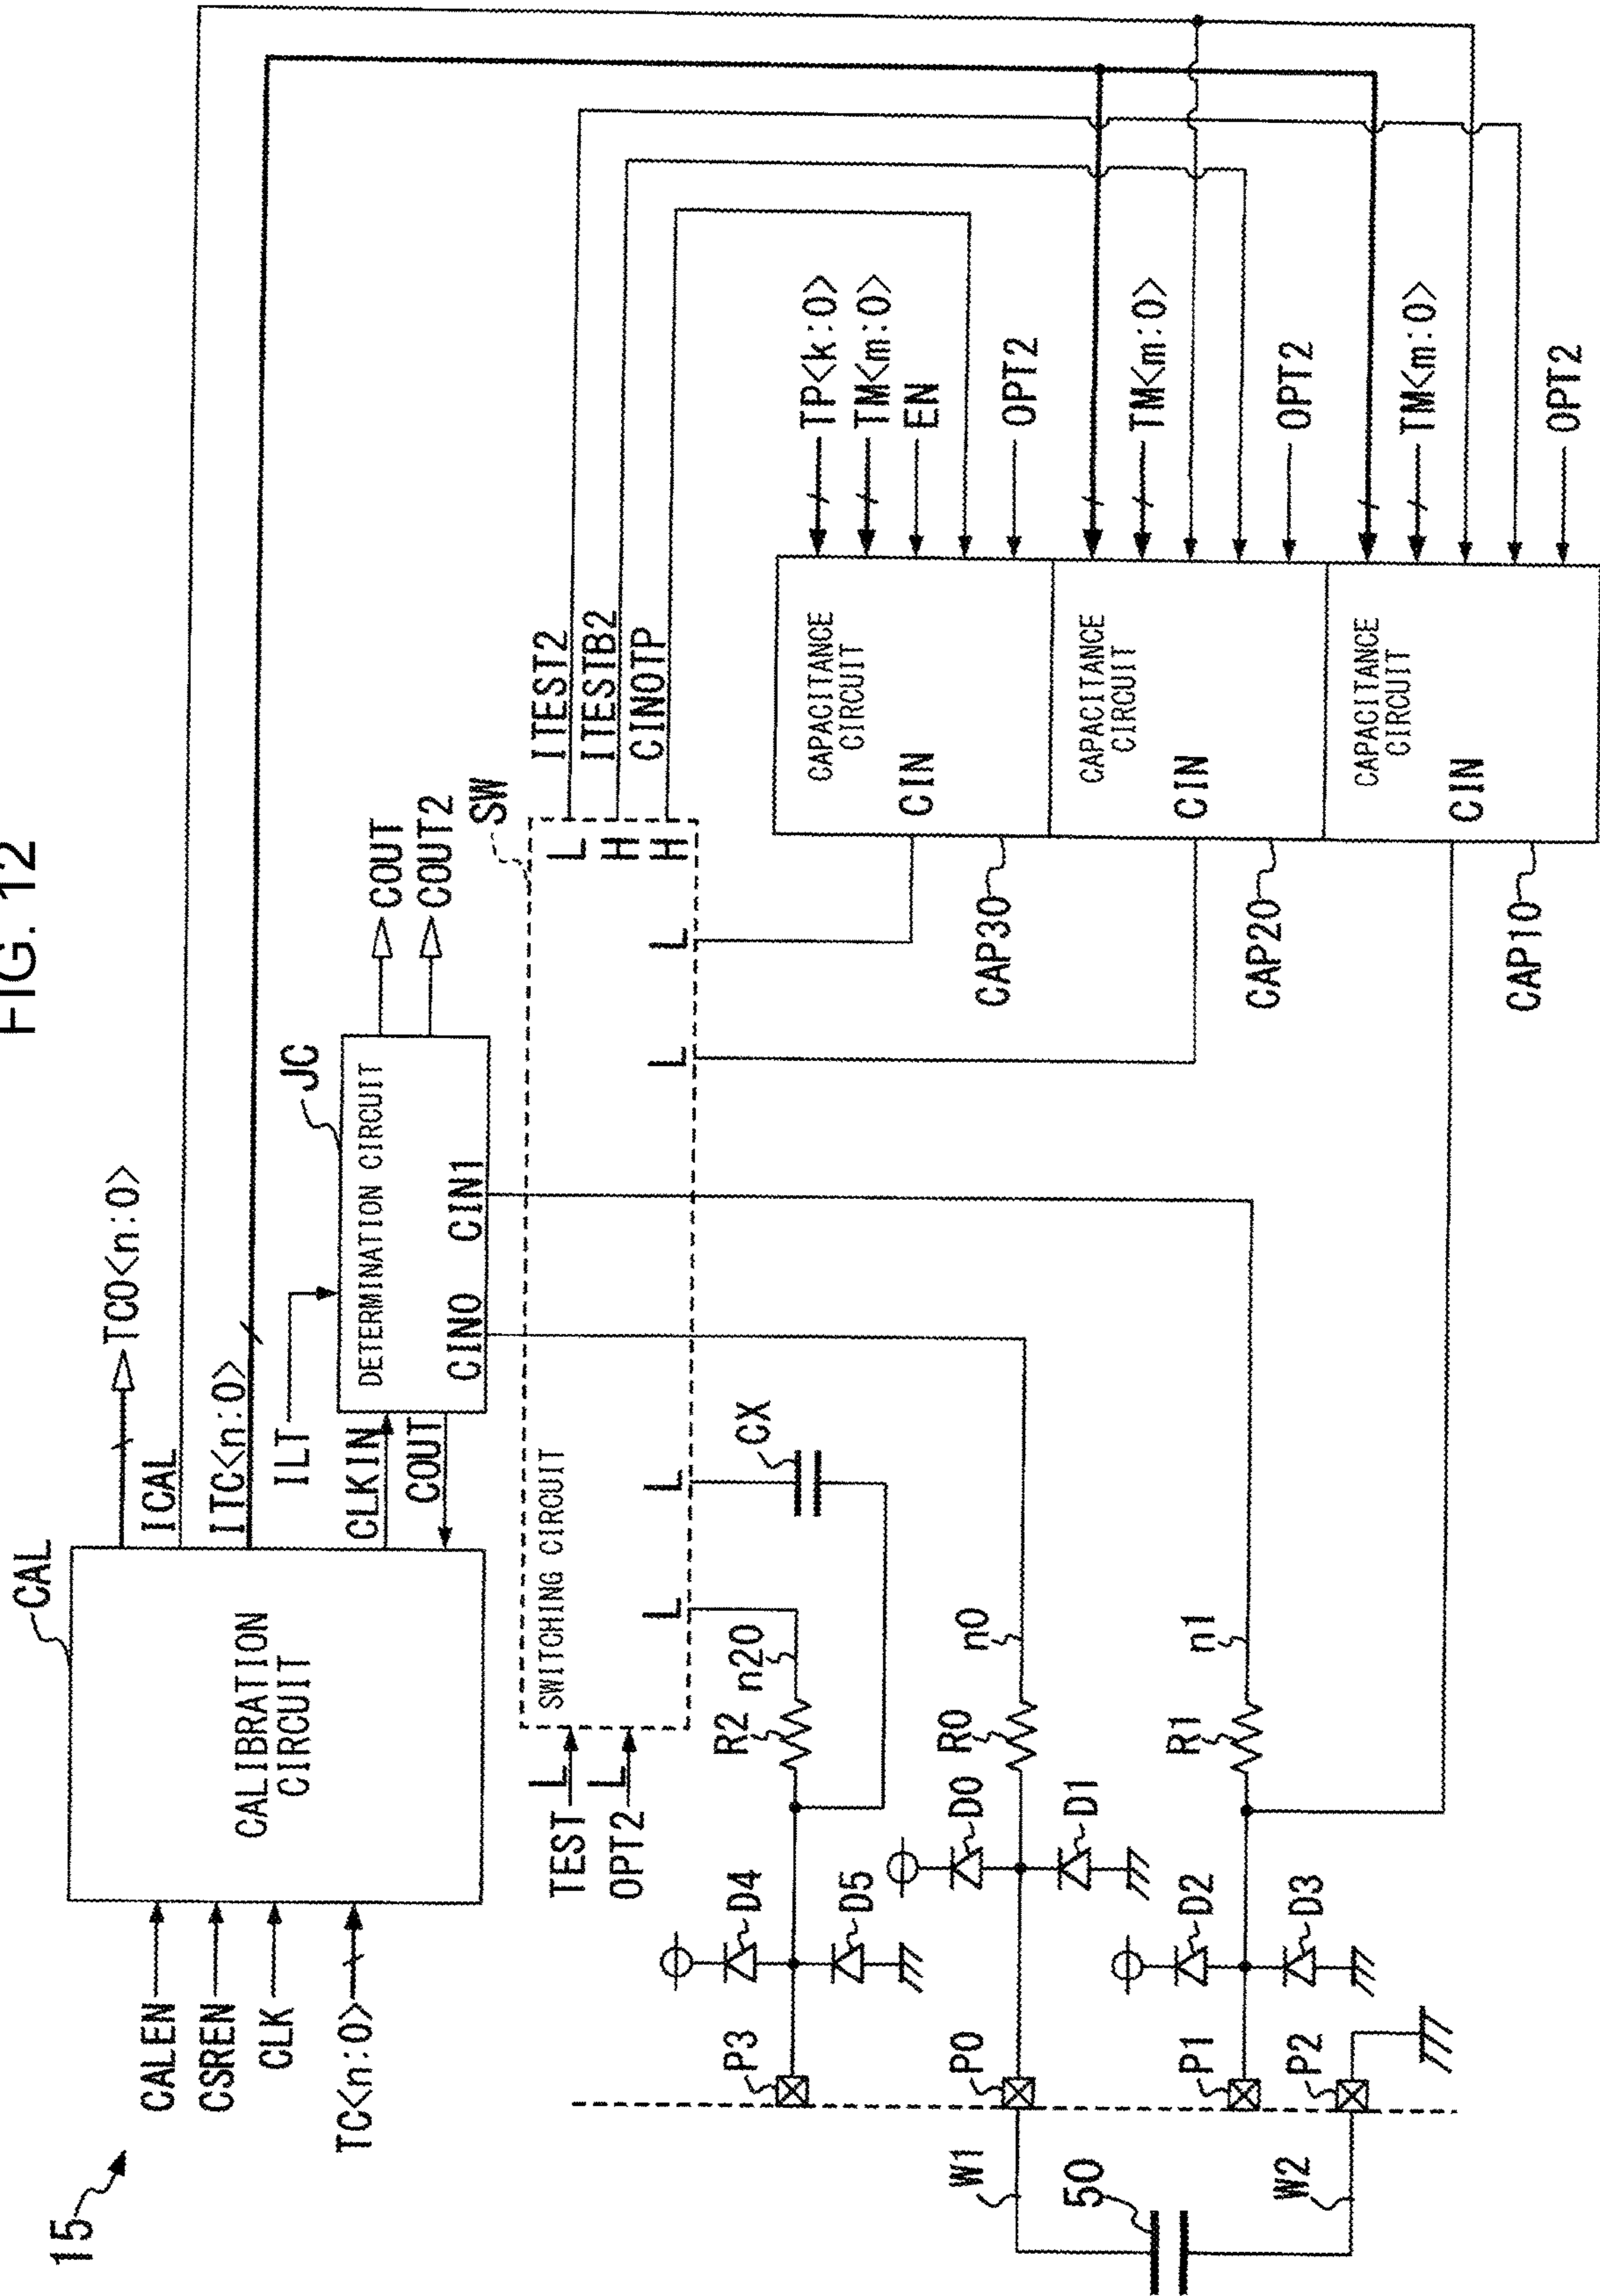 FIG. 12
15
CAL
CALIBRATION
CIRCUIT
CALEN
CSREN
CLK
TC<n:0>
TCO<n:0>
ICAL
ITC<n:0>
ILT
CLKIN
COUT
JC
DETERMINATION CIRCUIT
CIN0
CIN1
COUT
COUT2
SW
SWITCHING CIRCUIT
TEST
L
OPT2
L
L
L
L
L
L
H
H
ITEST2
ITESTB2
CINOTP
CX
n20
R2
D4
D5
P3
n0
R0
D0
D1
P0
n1
R1
D2
D3
P1
P2
W1
50
W2
CAPACITANCE
CIRCUIT
CIN
CAP30
TP<k:0>
TM<m:0>
EN
OPT2
CAPACITANCE
CIRCUIT
CIN
CAP20
TM<m:0>
OPT2
CAPACITANCE
CIRCUIT
CIN
CAP10
TM<m:0>
OPT2